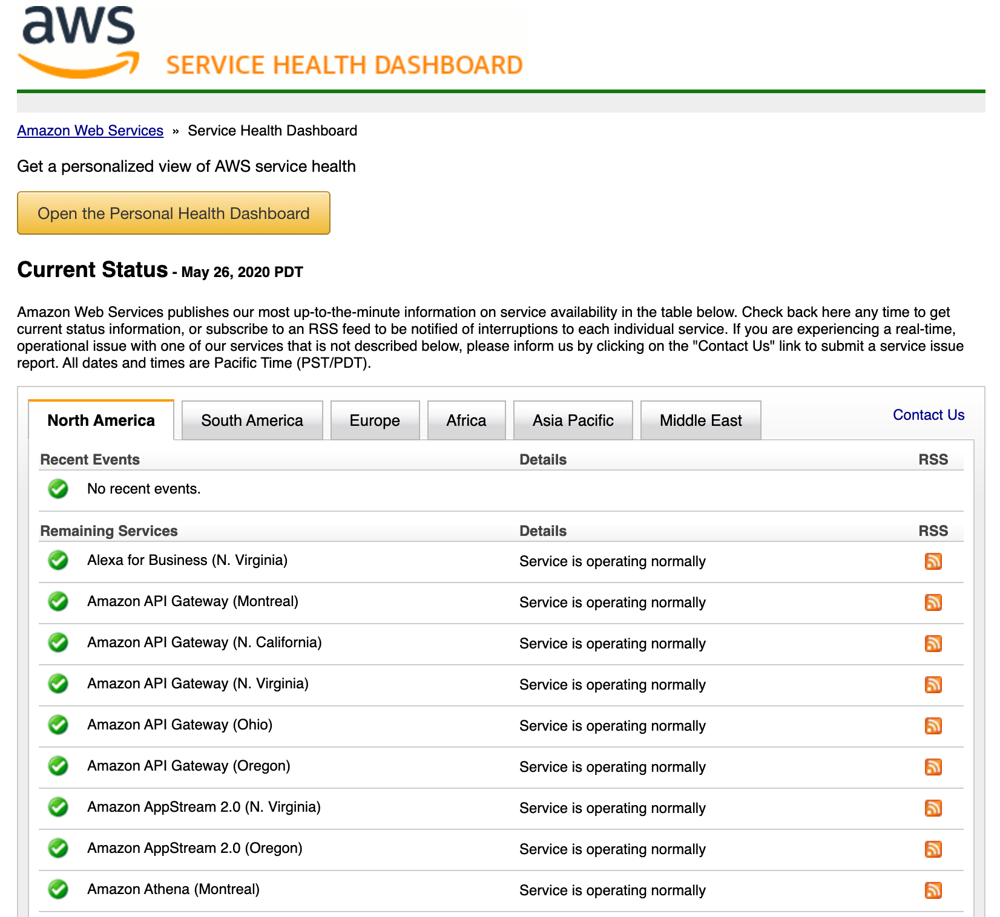 aws
SERVICE HEALTH DASHBOARD
Amazon Web Services » Service Health Dashboard
Get a personalized view of AWS service health
Open the Personal Health Dashboard
Current Status - May 26, 2020 PDT
Amazon Web Services publishes our most up-to-the-minute information on service availability in the table below. Check back here any time to get
current status information, or subscribe to an RSS feed to be notified of interruptions to each individual service. If you are experiencing a real-time,
operational issue with one of our services that is not described below, please inform us by clicking on the "Contact Us" link to submit a service issue
report. All dates and times are Pacific Time (PST/PDT).
North America South America Europe Africa Asia Pacific Middle East Contact Us
Recent Events Details RSS
No recent events.
Remaining Services Details RSS
Alexa for Business (N. Virginia) Service is operating normally
Amazon API Gateway (Montreal) Service is operating normally
Amazon API Gateway (N. California) Service is operating normally
Amazon API Gateway (N. Virginia) Service is operating normally
Amazon API Gateway (Ohio) Service is operating normally
Amazon API Gateway (Oregon) Service is operating normally
Amazon AppStream 2.0 (N. Virginia) Service is operating normally
Amazon AppStream 2.0 (Oregon) Service is operating normally
Amazon Athena (Montreal) Service is operating normally